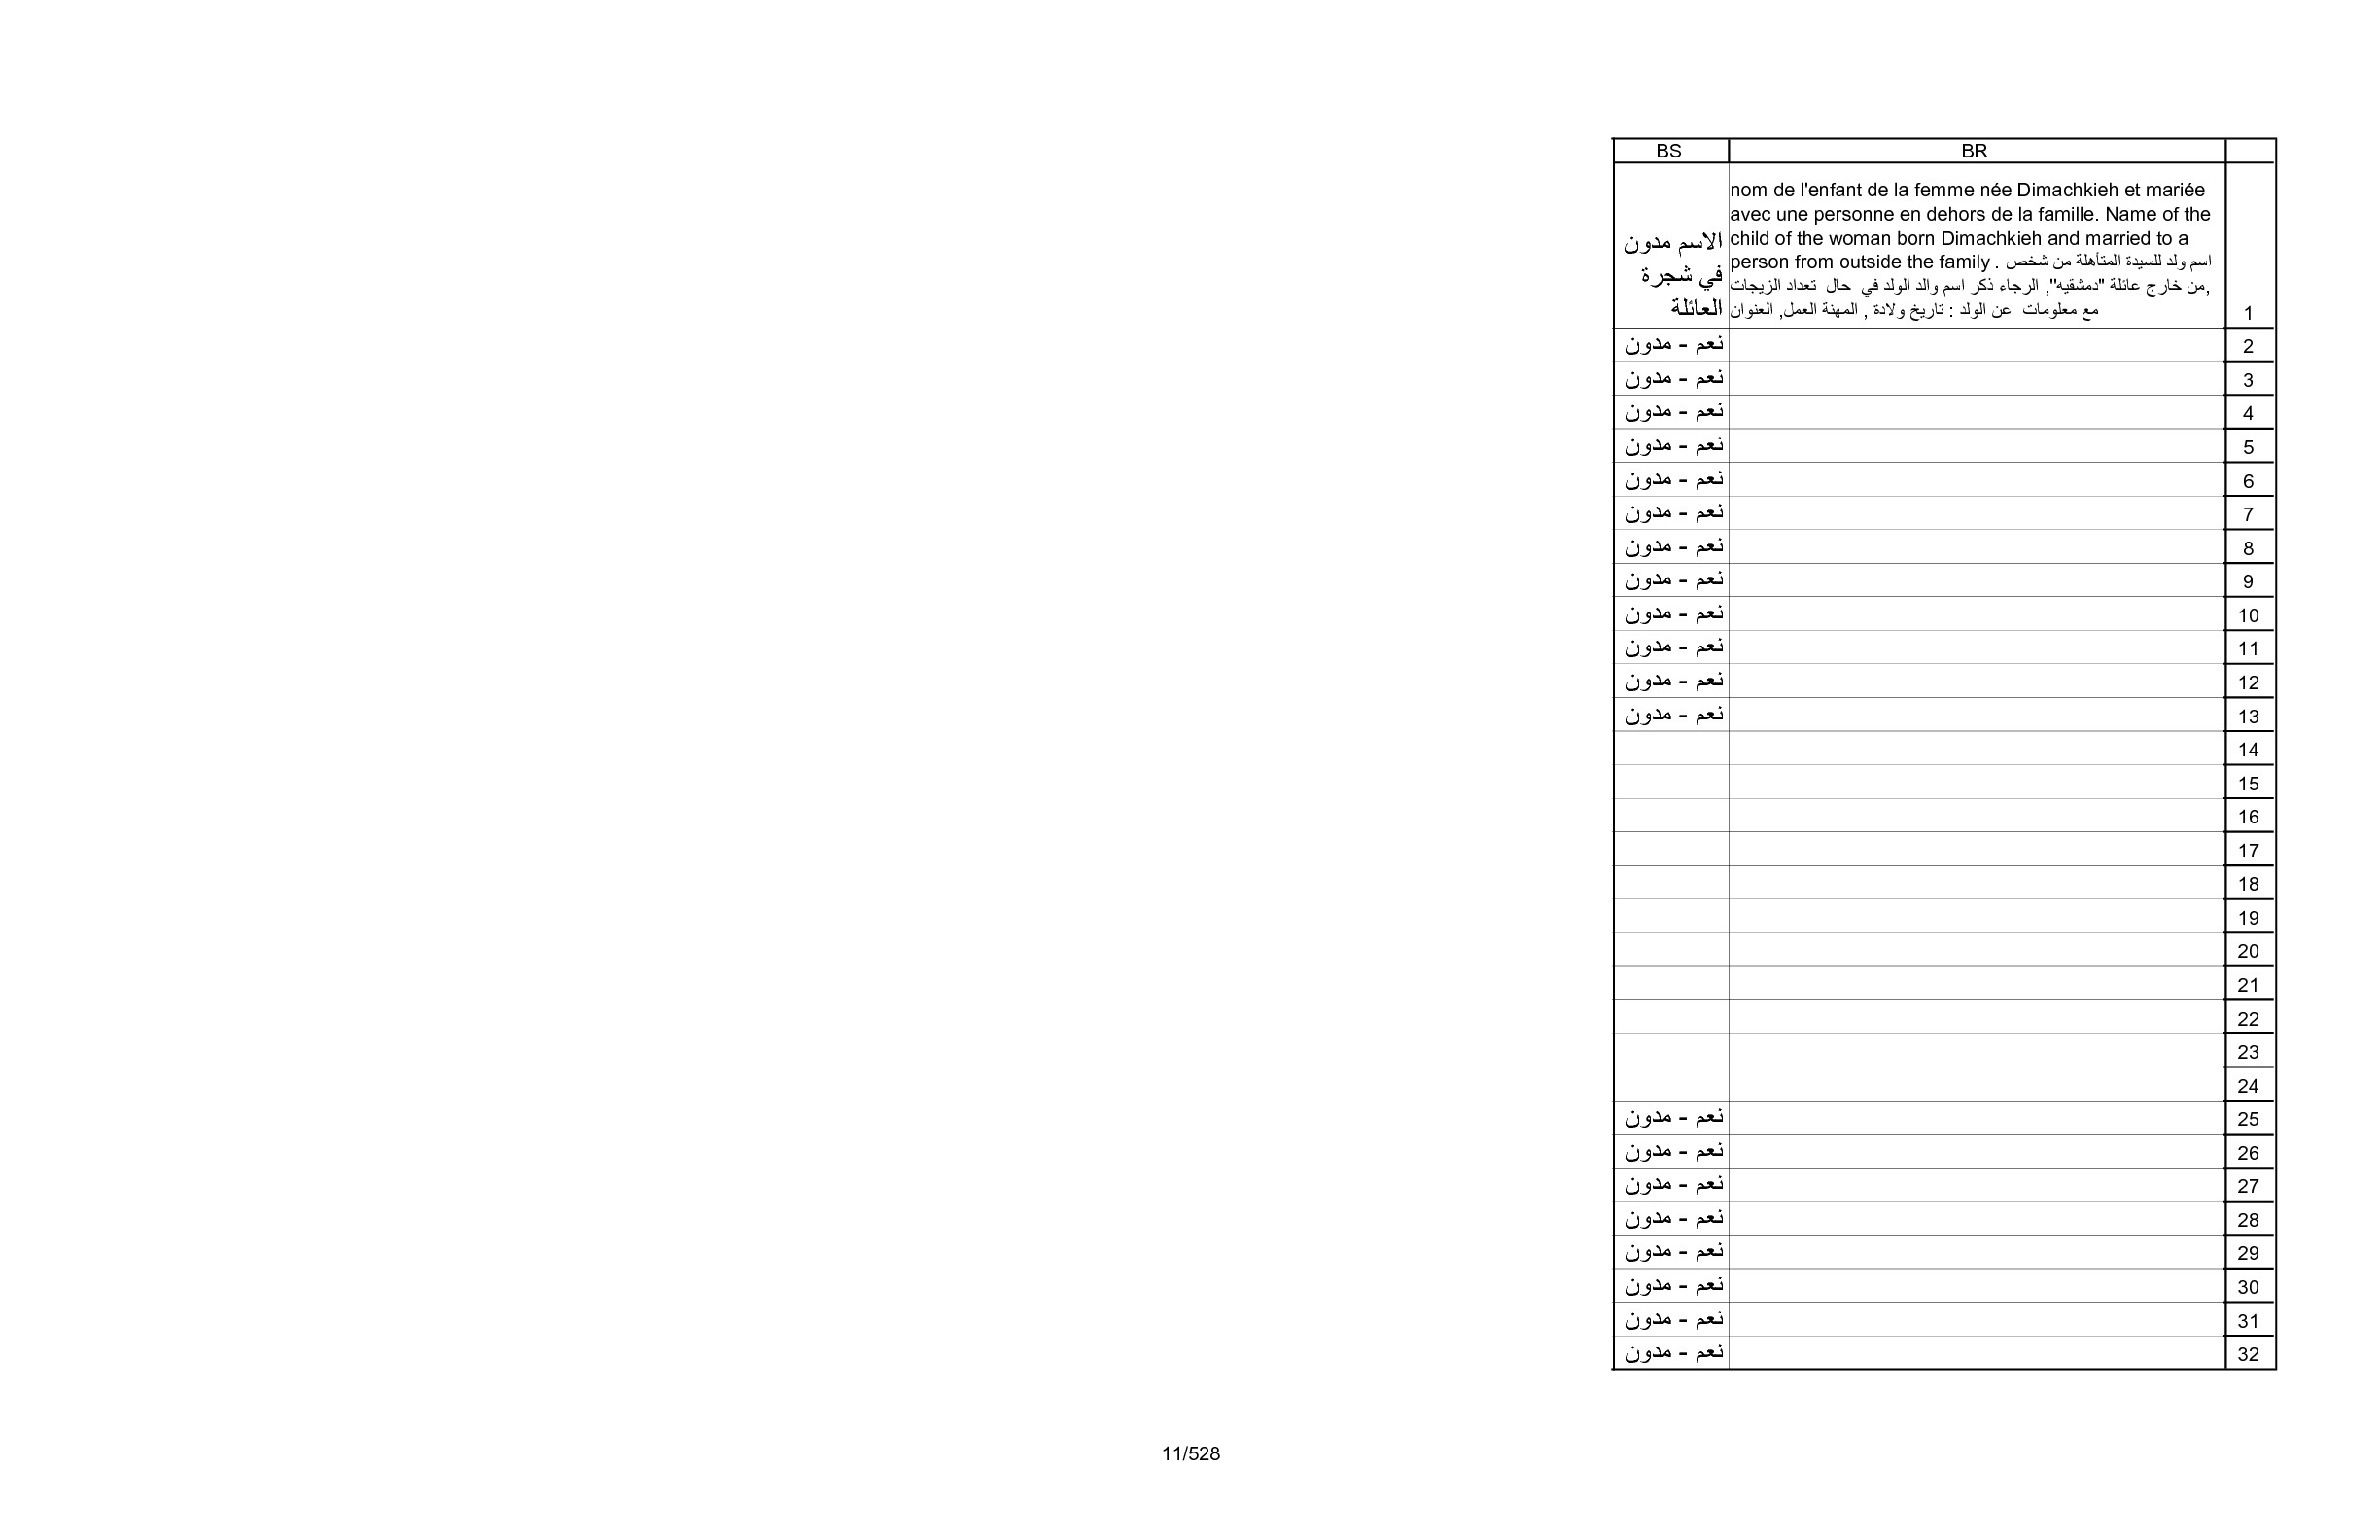 BS BR
nom de l'enfant de la femme née Dimachkieh et mariée
avec une personne en dehors de la famille. Name of the
child of the woman born Dimachkieh and married to a
person from outside the family . اسم ولد للسيدة المتأهلة من شخص
من خارج عائلة "دمشقيه", الرجاء ذكر اسم والد الولد في حال تعداد الزيجات,
مع معلومات عن الولد : تاريخ ولادة , المهنة العمل, العنوان
الاسم مدون
في شجرة
العائلة
1
نعم - مدون 2
نعم - مدون 3
نعم - مدون 4
نعم - مدون 5
نعم - مدون 6
نعم - مدون 7
نعم - مدون 8
نعم - مدون 9
نعم - مدون 10
نعم - مدون 11
نعم - مدون 12
نعم - مدون 13
14
15
16
17
18
19
20
21
22
23
24
نعم - مدون 25
نعم - مدون 26
نعم - مدون 27
نعم - مدون 28
نعم - مدون 29
نعم - مدون 30
نعم - مدون 31
نعم - مدون 32
11/528